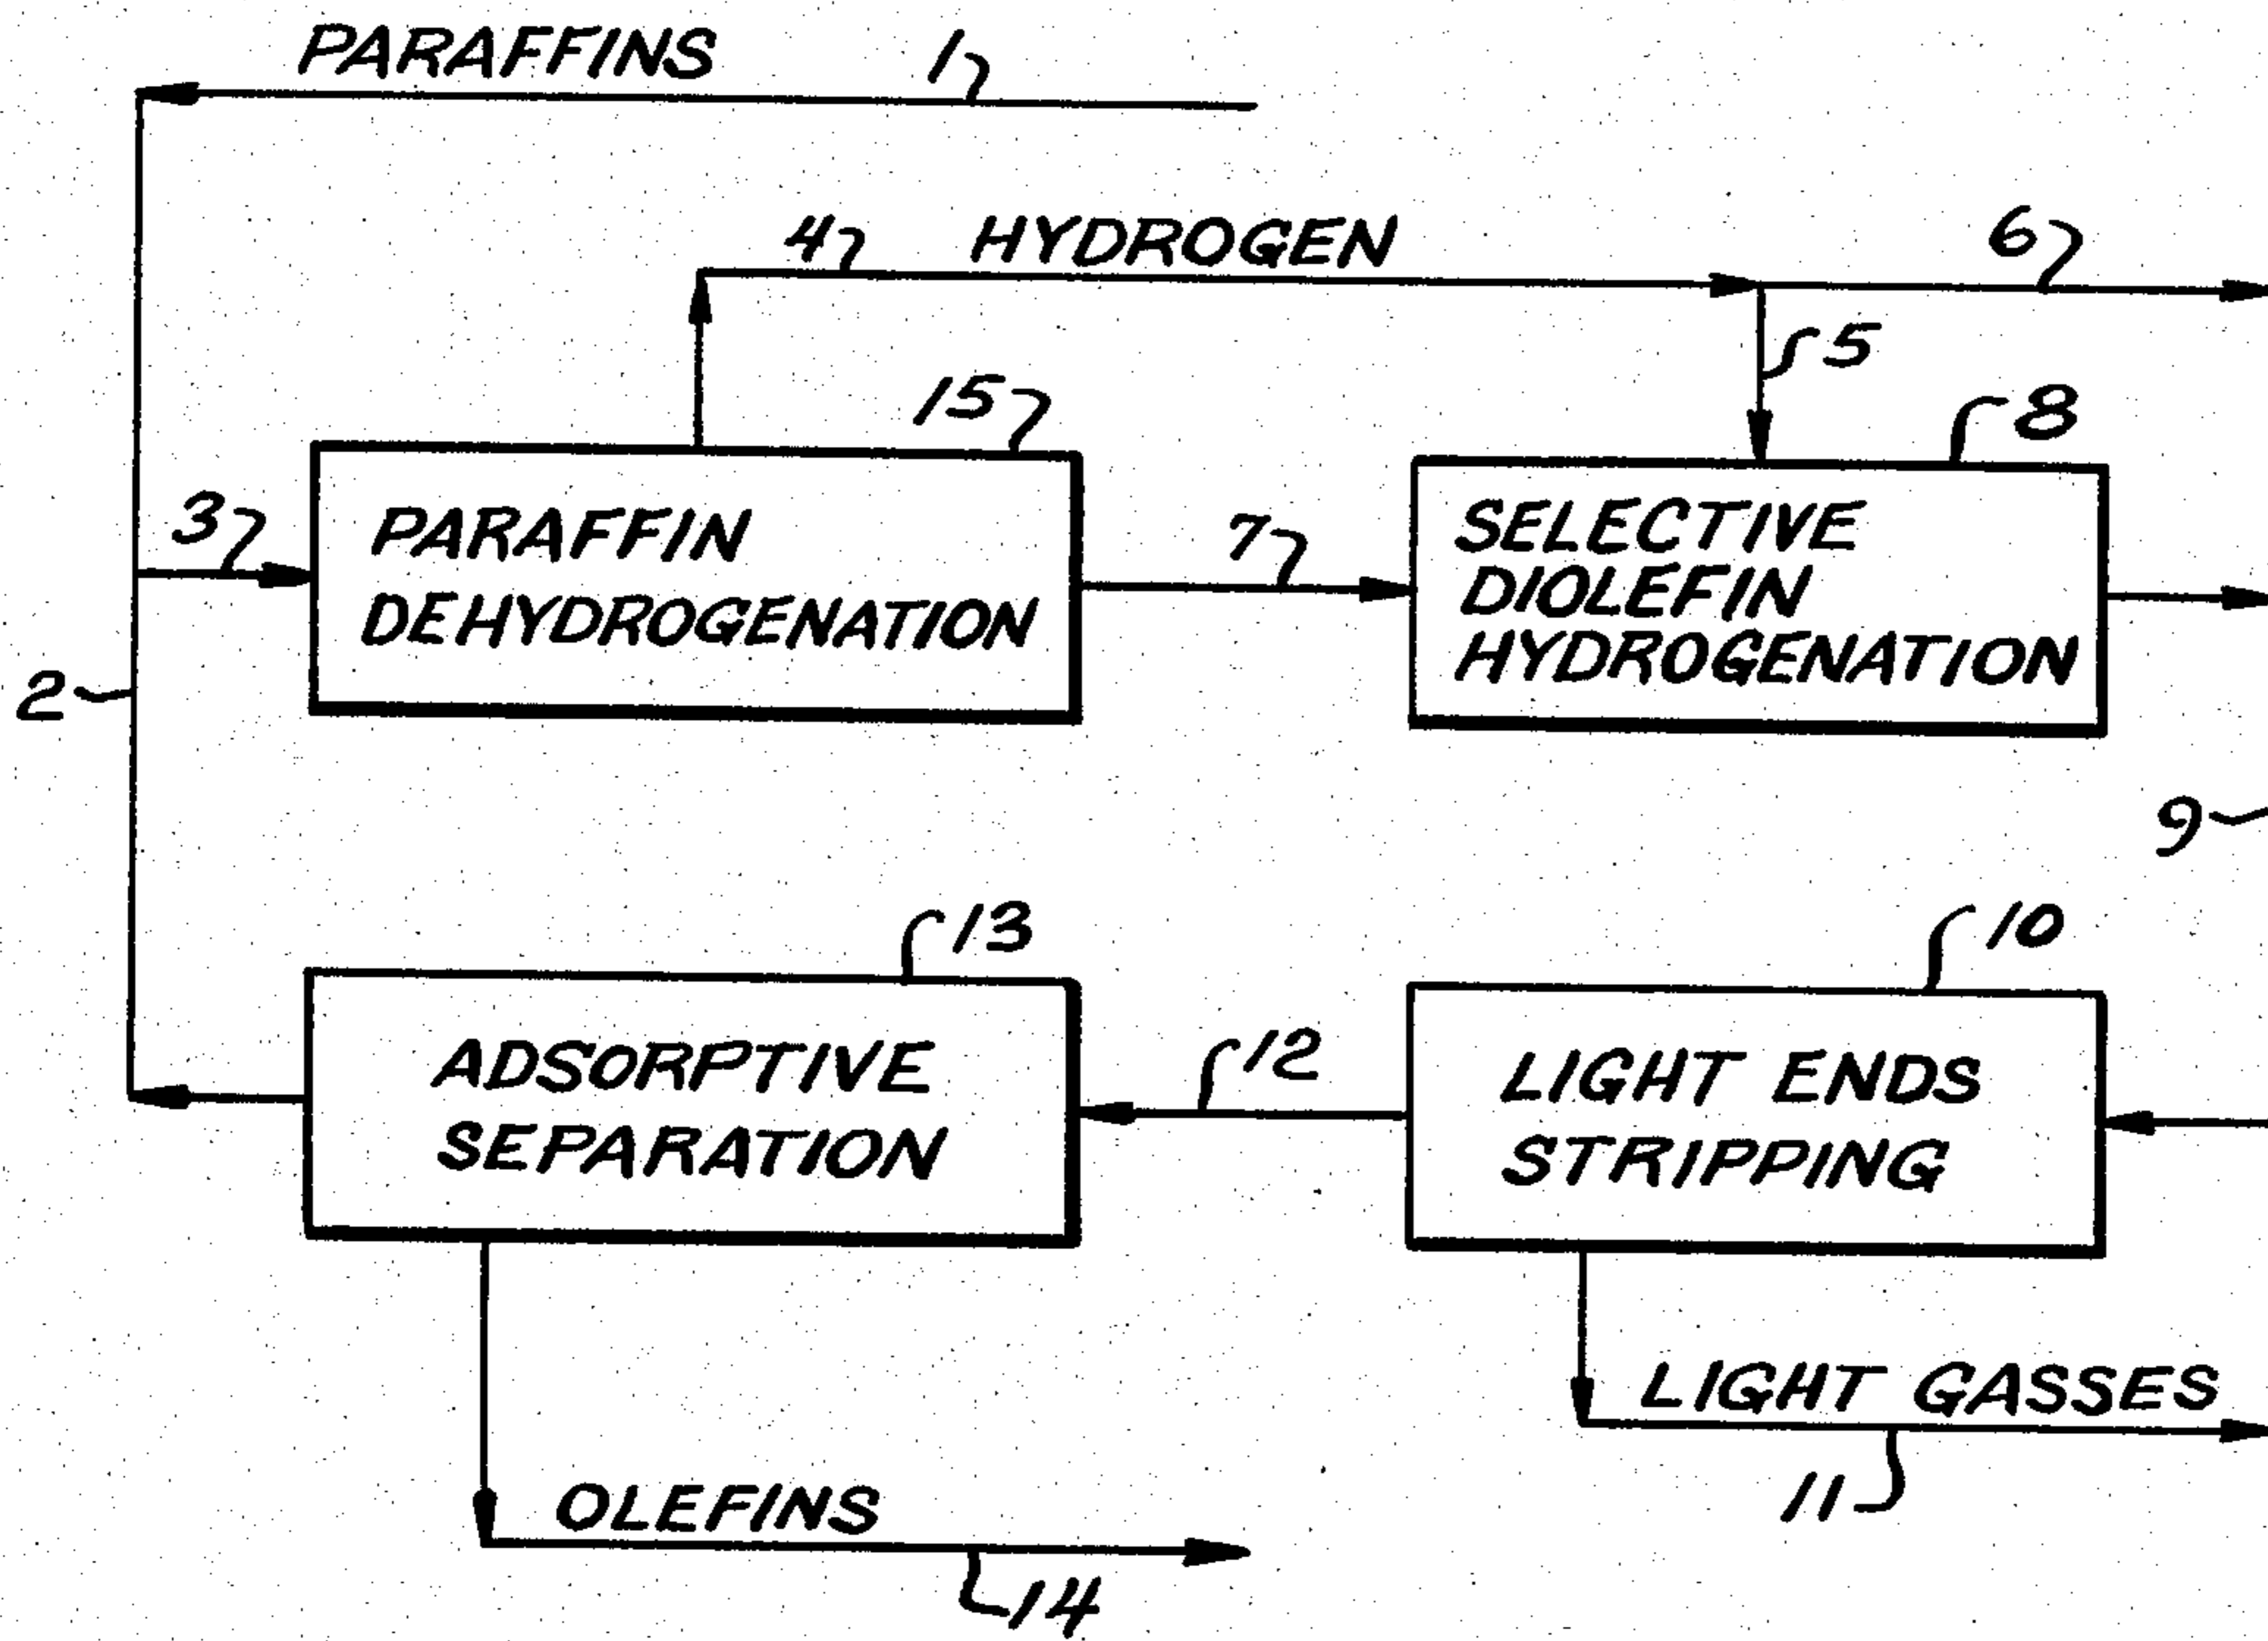 PARAFFINS
1
4
HYDROGEN
6
5
15
8
3
PARAFFIN
DEHYDROGENATION
7
SELECTIVE
DIOLEFIN
HYDROGENATION
2
9
13
10
ADSORPTIVE
SEPARATION
12
LIGHT ENDS
STRIPPING
LIGHT GASSES
11
OLEFINS
14